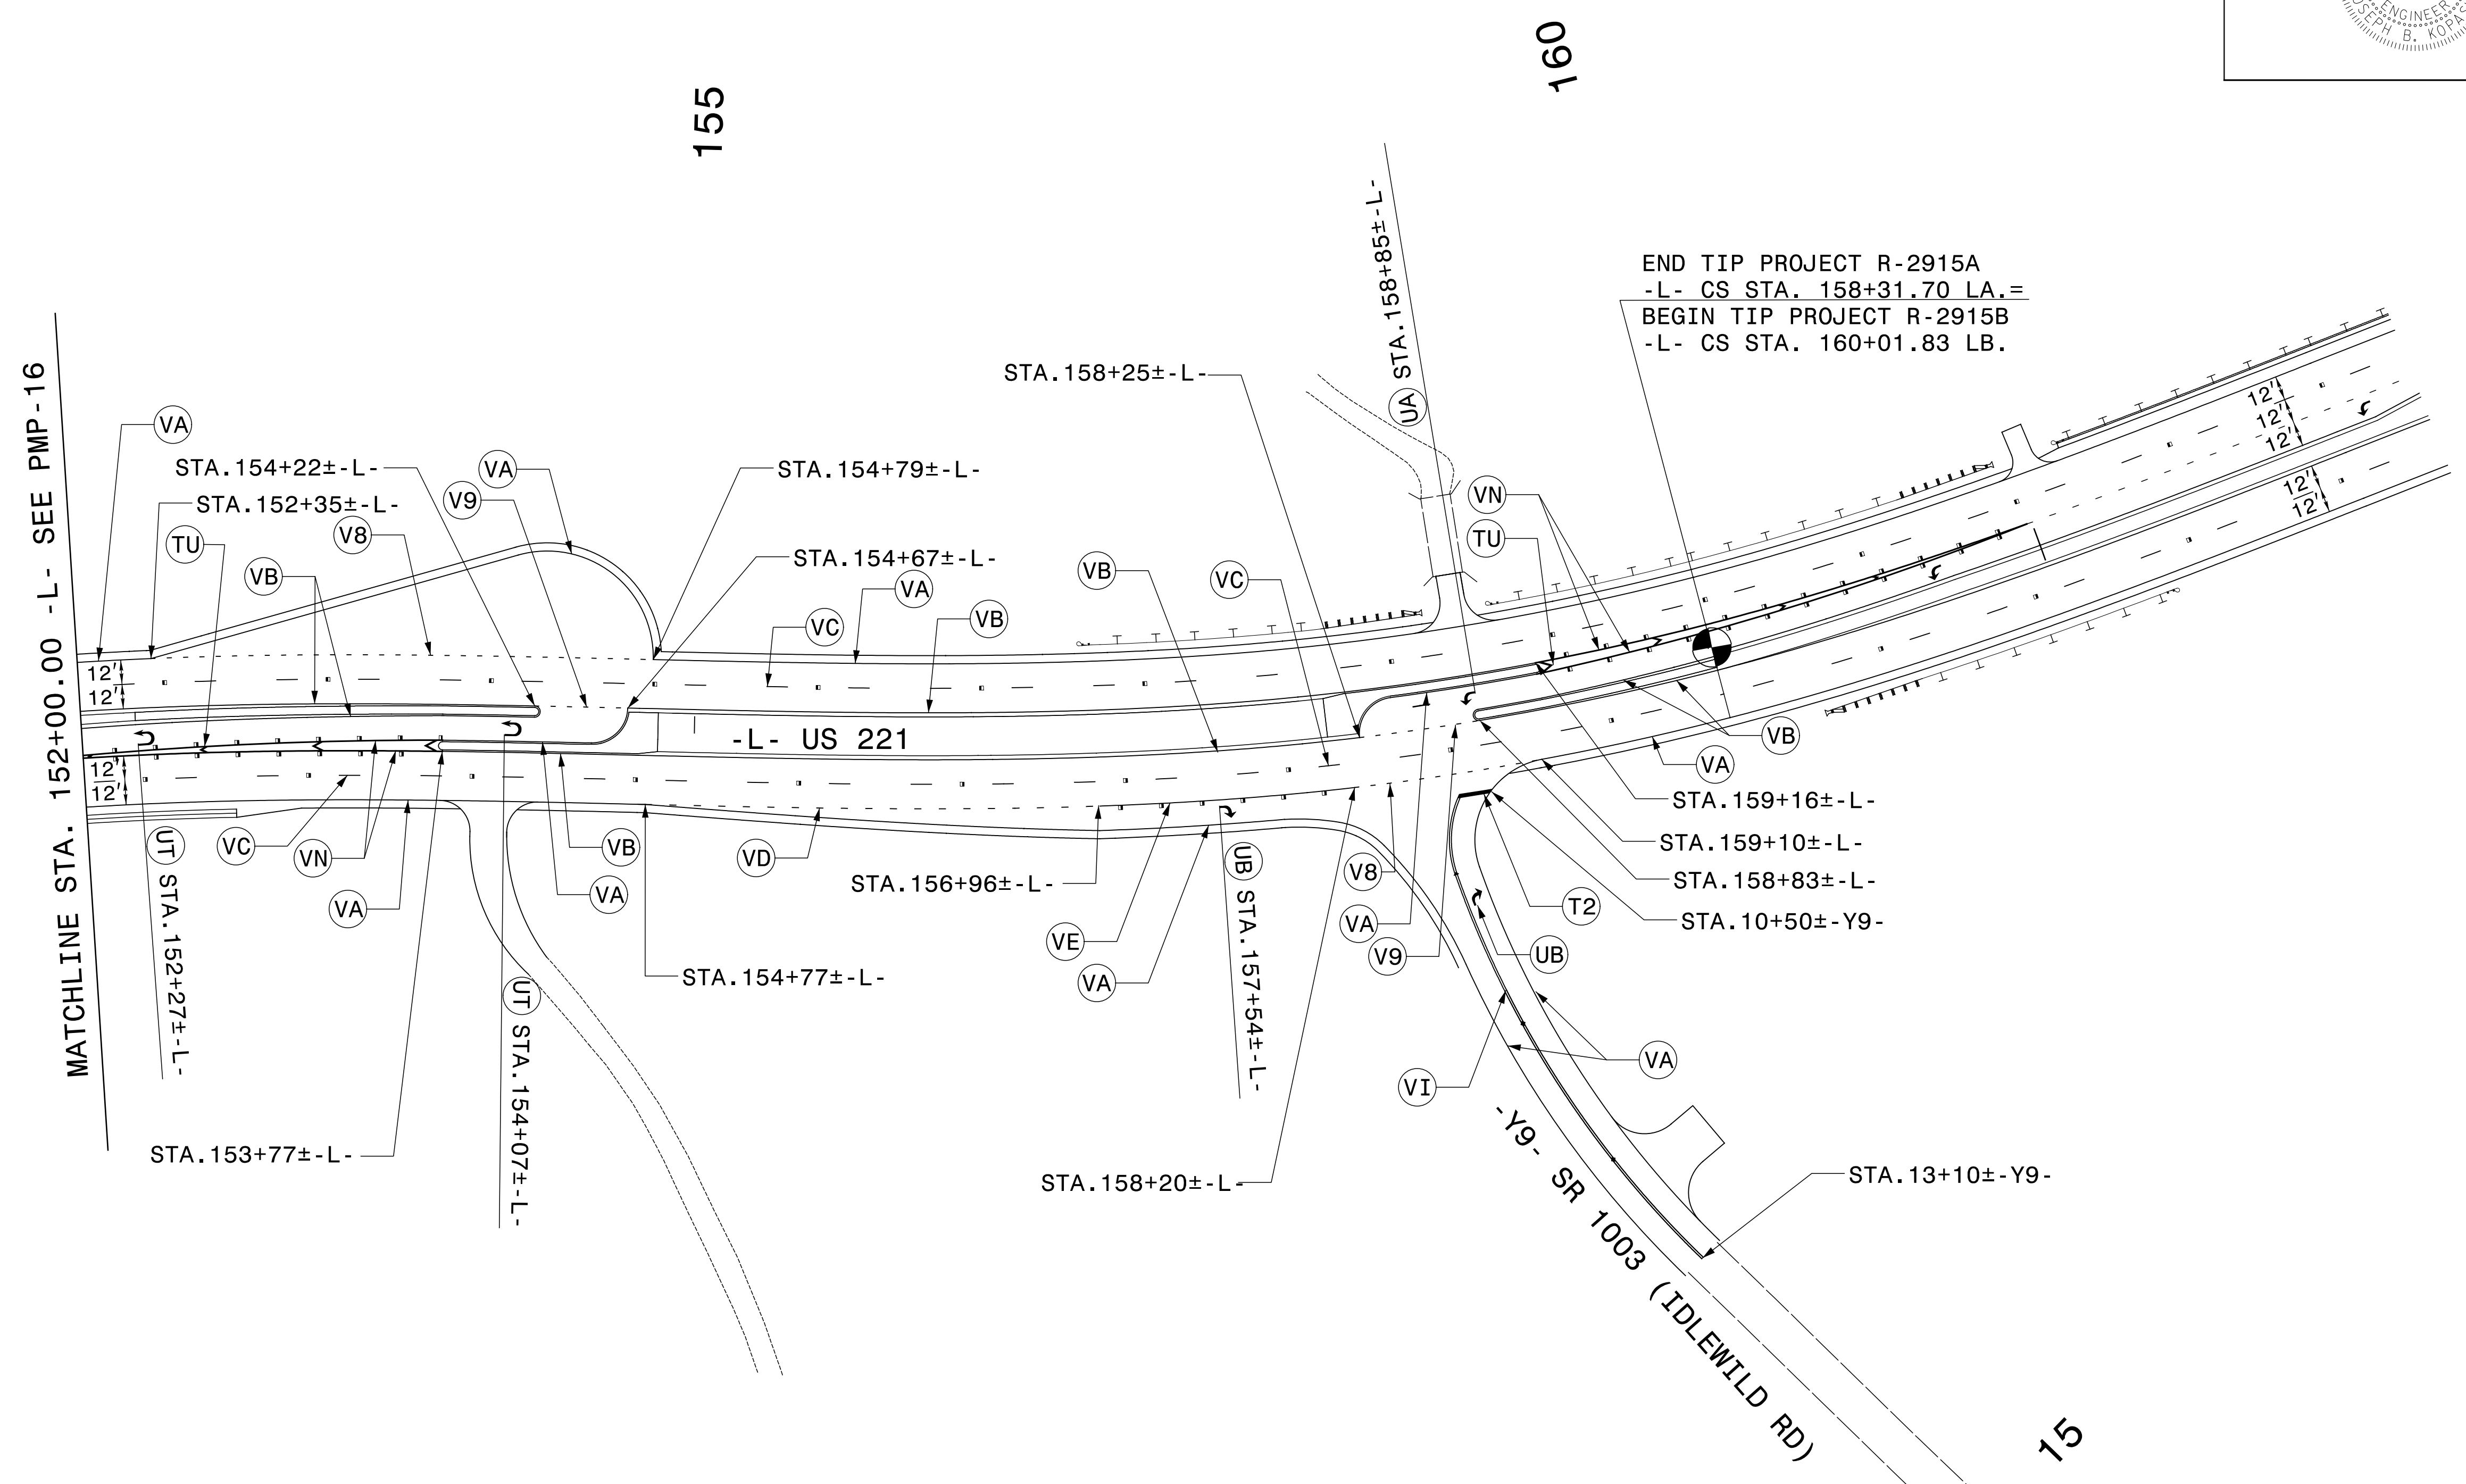 ENGINEER
JOSEPH B. KOPAS
155
160
END TIP PROJECT R-2915A
-L- CS STA. 158+31.70 LA.=
BEGIN TIP PROJECT R-2915B
-L- CS STA. 160+01.83 LB.
MATCHLINE STA. 152+00.00 -L- SEE PMP-16
UA STA.158+85±-L-
STA.158+25±-L-
VA
STA.154+22±-L-
VA
STA.154+79±-L-
STA.152+35±-L-
V9
V8
TU
VB
STA.154+67±-L-
VA
VC
VB
VB
VC
VN
TU
12'
12'
12'
12'
12'
12'
12'
12'
12'
-L- US 221
VB
VA
STA.159+16±-L-
STA.159+10±-L-
STA.158+83±-L-
STA.10+50±-Y9-
T2
UB
UT STA.152+27±-L-
VC
VN
VA
VB
VA
VD
STA.156+96±-L-
STA.154+77±-L-
VE
VA
UB STA.157+54±-L-
V8
VA
V9
UT STA.154+07±-L-
STA.153+77±-L-
STA.158+20±-L-
VI
VA
STA.13+10±-Y9-
-Y9- SR 1003 (IDLEWILD RD)
15